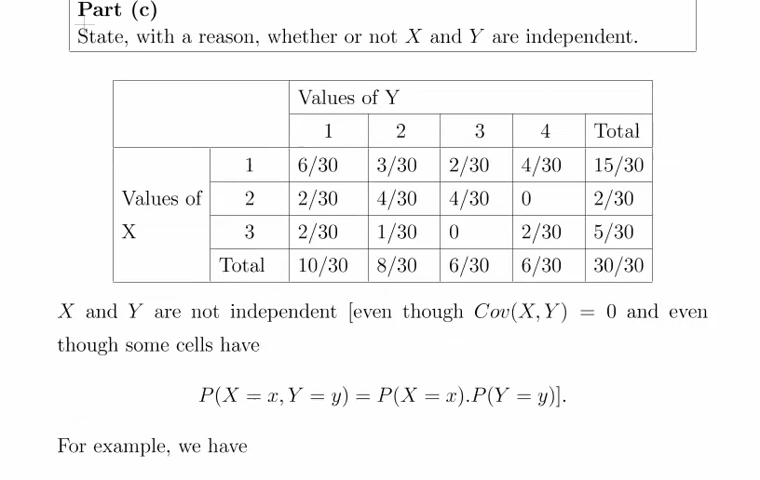 Part (c)
State, with a reason, whether or not X and Y are independent.
Values of Y
1 2 3 4 Total
1 6/30 3/30 2/30 4/30 15/30
Values of 2 2/30 4/30 4/30 0 2/30
X 3 2/30 1/30 0 2/30 5/30
Total 10/30 8/30 6/30 6/30 30/30
X and Y are not independent [even though Cov(X, Y) = 0 and even
though some cells have
P(X = x, Y = y) = P(X = x).P(Y = y)].
For example, we have